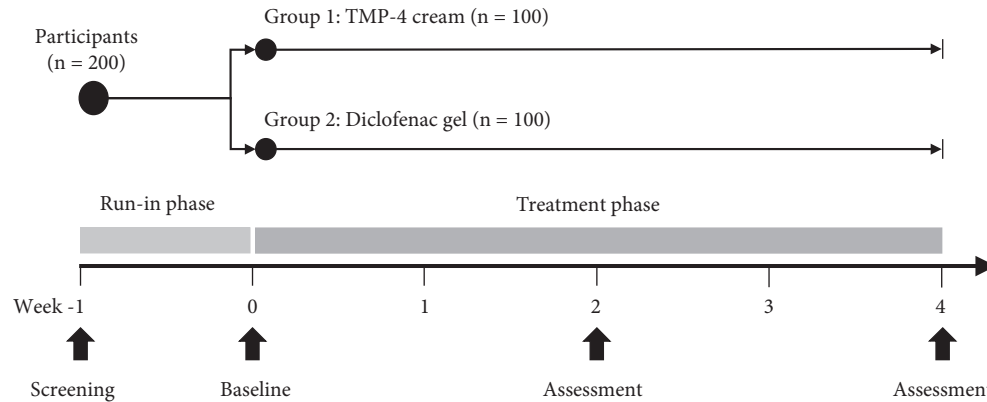 Group 1: TMP-4 cream (n = 100)
Participants
(n = 200)
Group 2: Diclofenac gel (n = 100)
Run-in phase
Treatment phase
Week -1 0 1 2 3 4
Screening Baseline Assessment Assessment